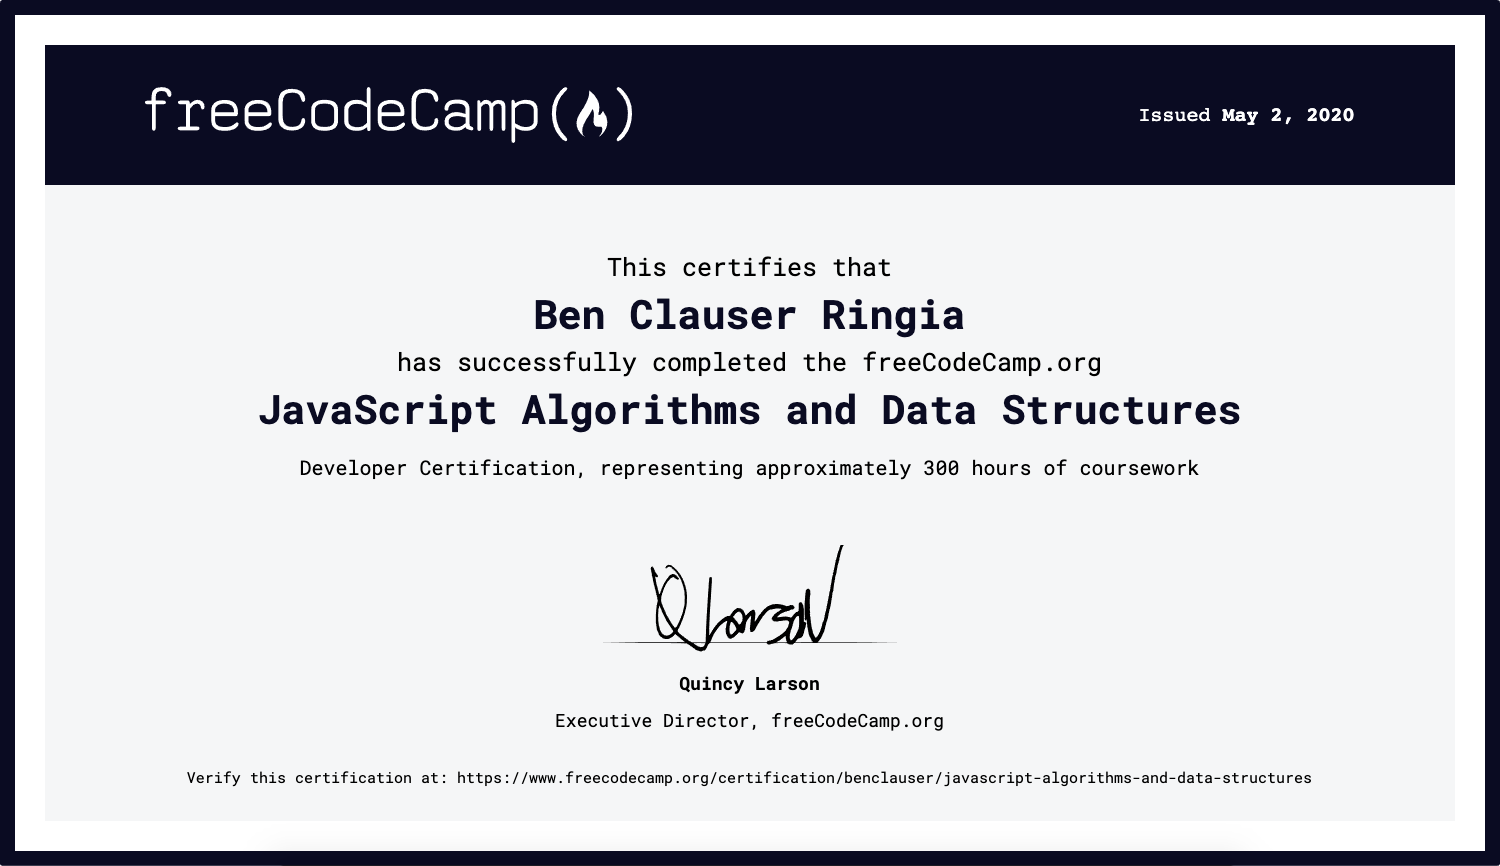 freeCodeCamp
Issued May 2, 2020
This certifies that
Ben Clauser Ringia
has successfully completed the freeCodeCamp.org
JavaScript Algorithms and Data Structures
Developer Certification, representing approximately 300 hours of coursework
Q Larson
Quincy Larson
Executive Director, freeCodeCamp.org
Verify this certification at: https://www.freecodecamp.org/certification/benclauser/javascript-algorithms-and-data-structures